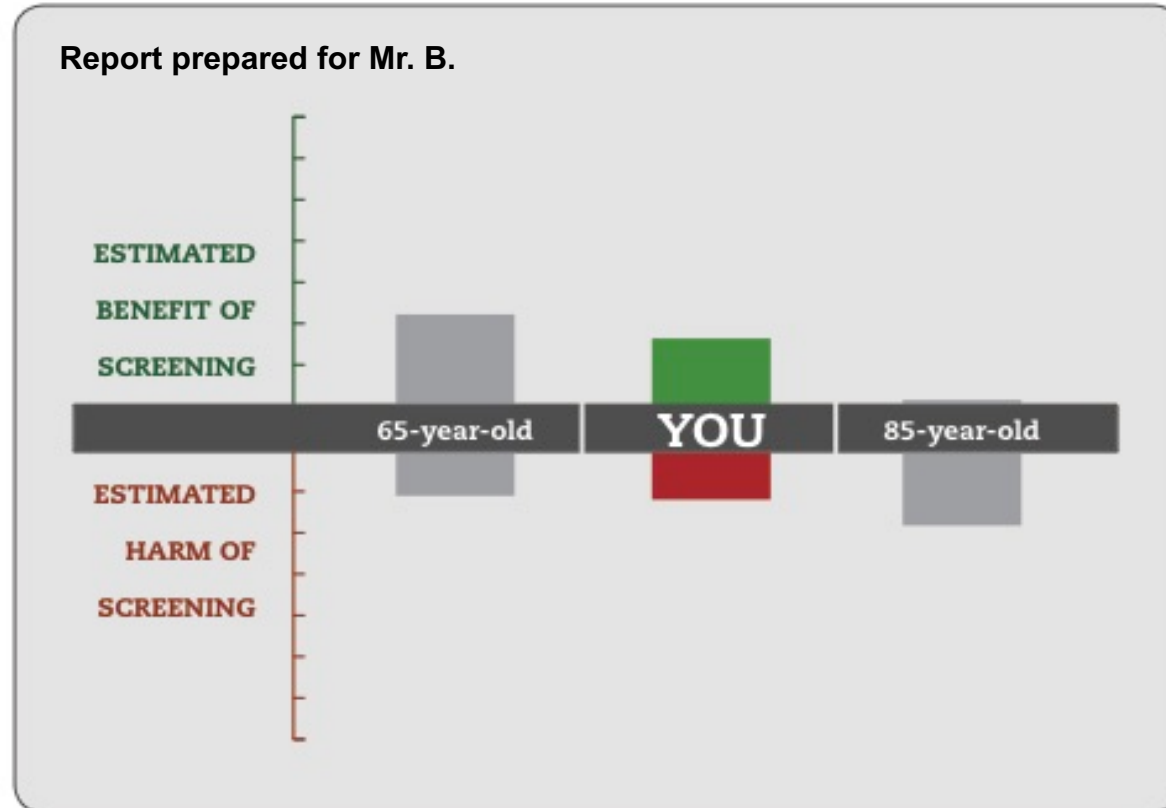 Report prepared for Mr. B.
ESTIMATED
BENEFIT OF
SCREENING
65-year-old
YOU
85-year-old
ESTIMATED
HARM OF
SCREENING